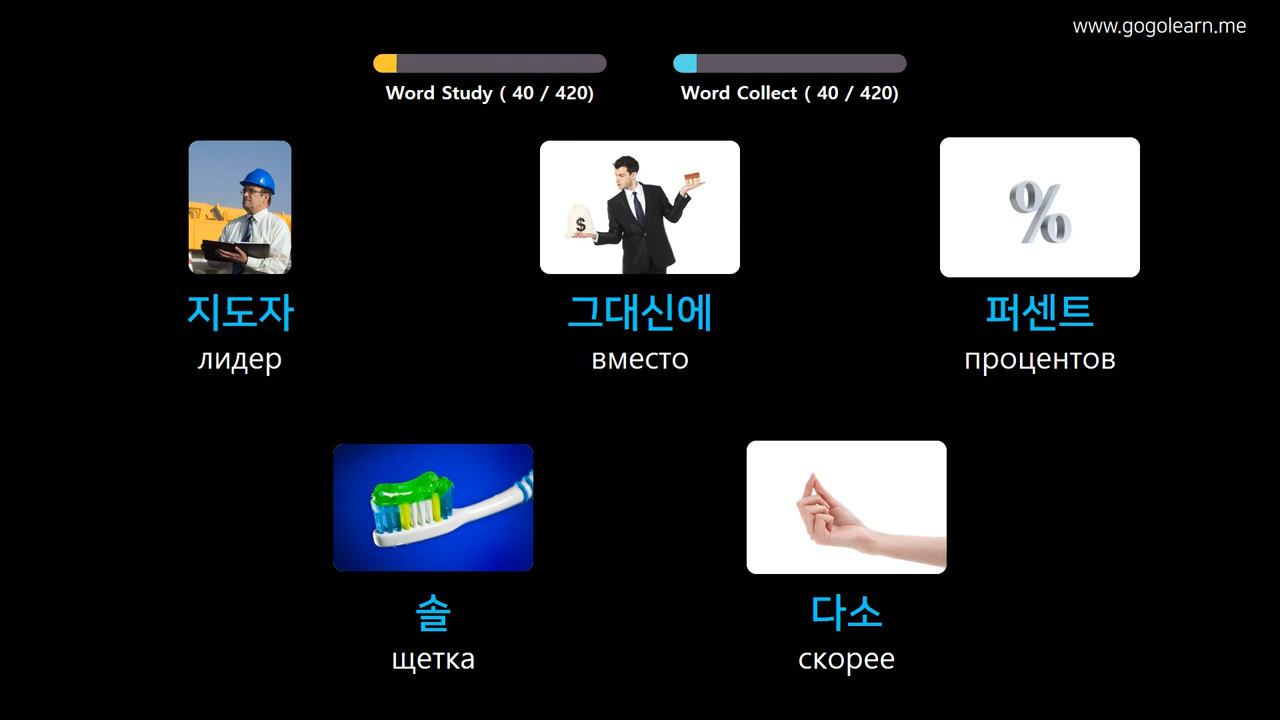 www.gogolearn.me
Word Study ( 40 / 420)
Word Collect ( 40 / 420)
%
$
지도자
лидер
그대신에
вместо
퍼센트
процентов
솔
щетка
다소
скорее